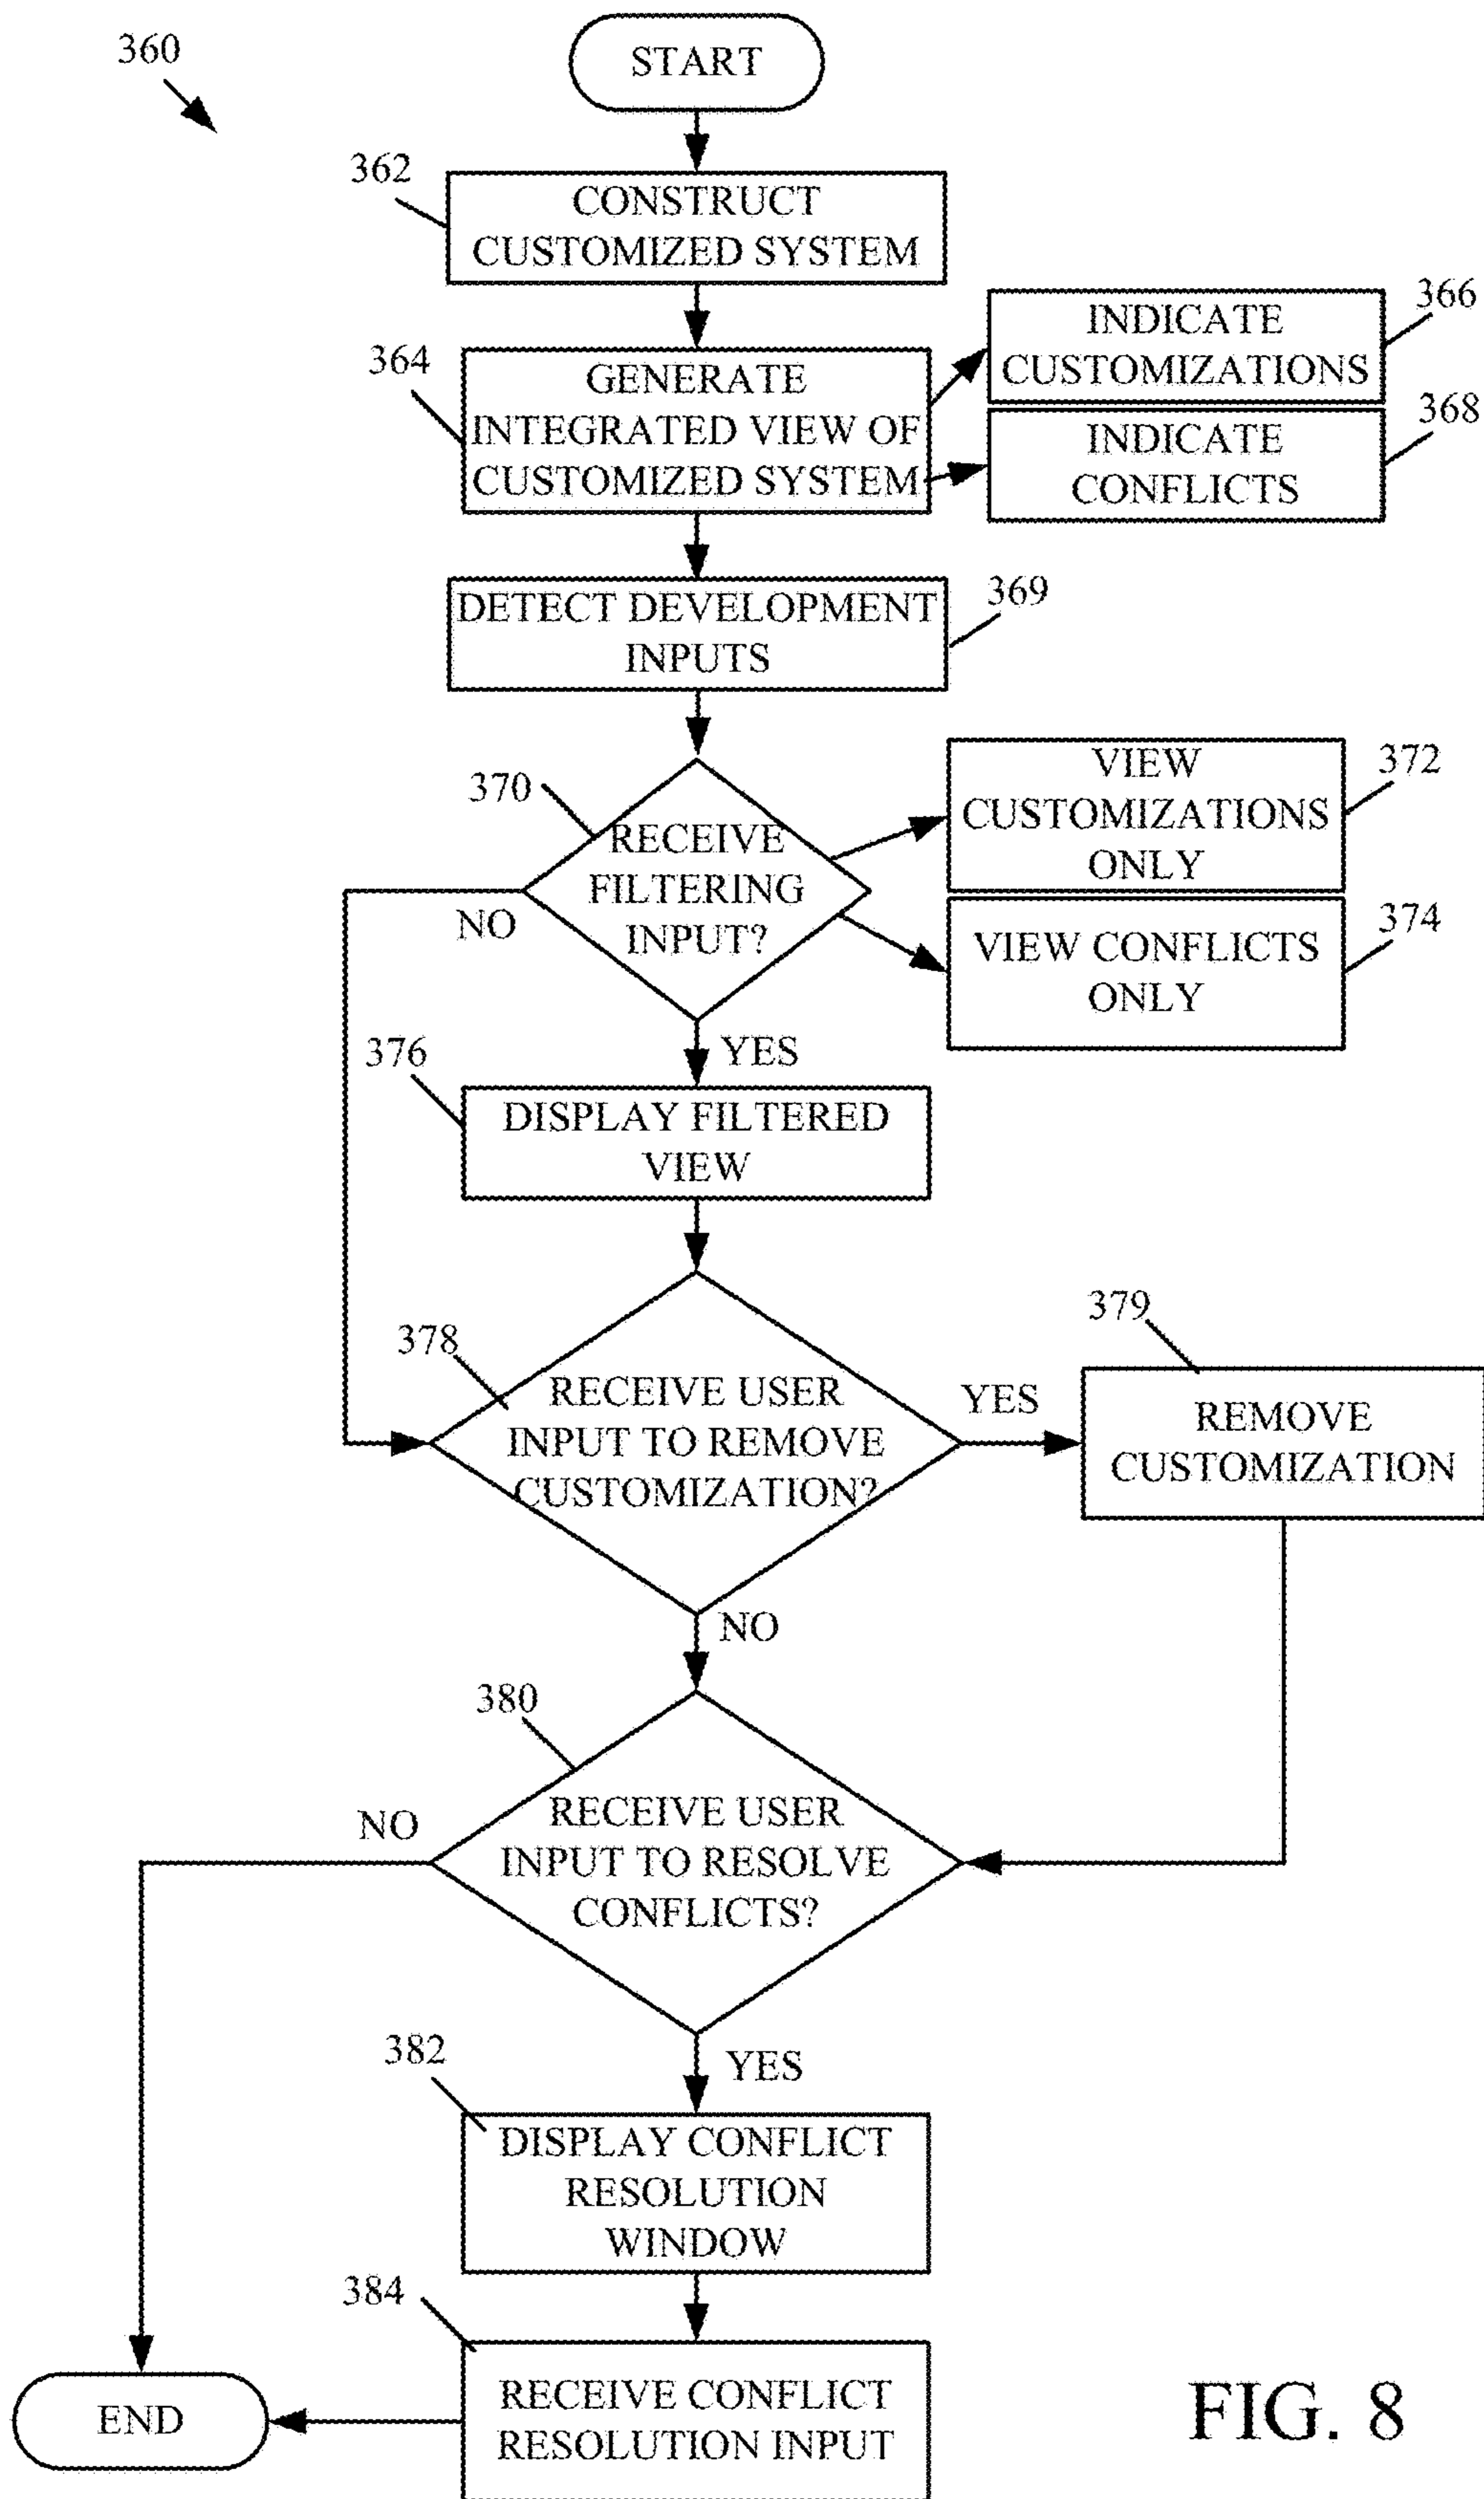 360
START
362
CONSTRUCT
CUSTOMIZED SYSTEM
364
GENERATE
INTEGRATED VIEW OF
CUSTOMIZED SYSTEM
INDICATE
CUSTOMIZATIONS
366
INDICATE
CONFLICTS
368
DETECT DEVELOPMENT
INPUTS
369
370
RECEIVE
FILTERING
INPUT?
VIEW
CUSTOMIZATIONS
ONLY
372
VIEW CONFLICTS
ONLY
374
NO
YES
376
DISPLAY FILTERED
VIEW
378
RECEIVE USER
INPUT TO REMOVE
CUSTOMIZATION?
YES
379
REMOVE
CUSTOMIZATION
NO
380
RECEIVE USER
INPUT TO RESOLVE
CONFLICTS?
NO
YES
382
DISPLAY CONFLICT
RESOLUTION
WINDOW
384
RECEIVE CONFLICT
RESOLUTION INPUT
END
FIG. 8